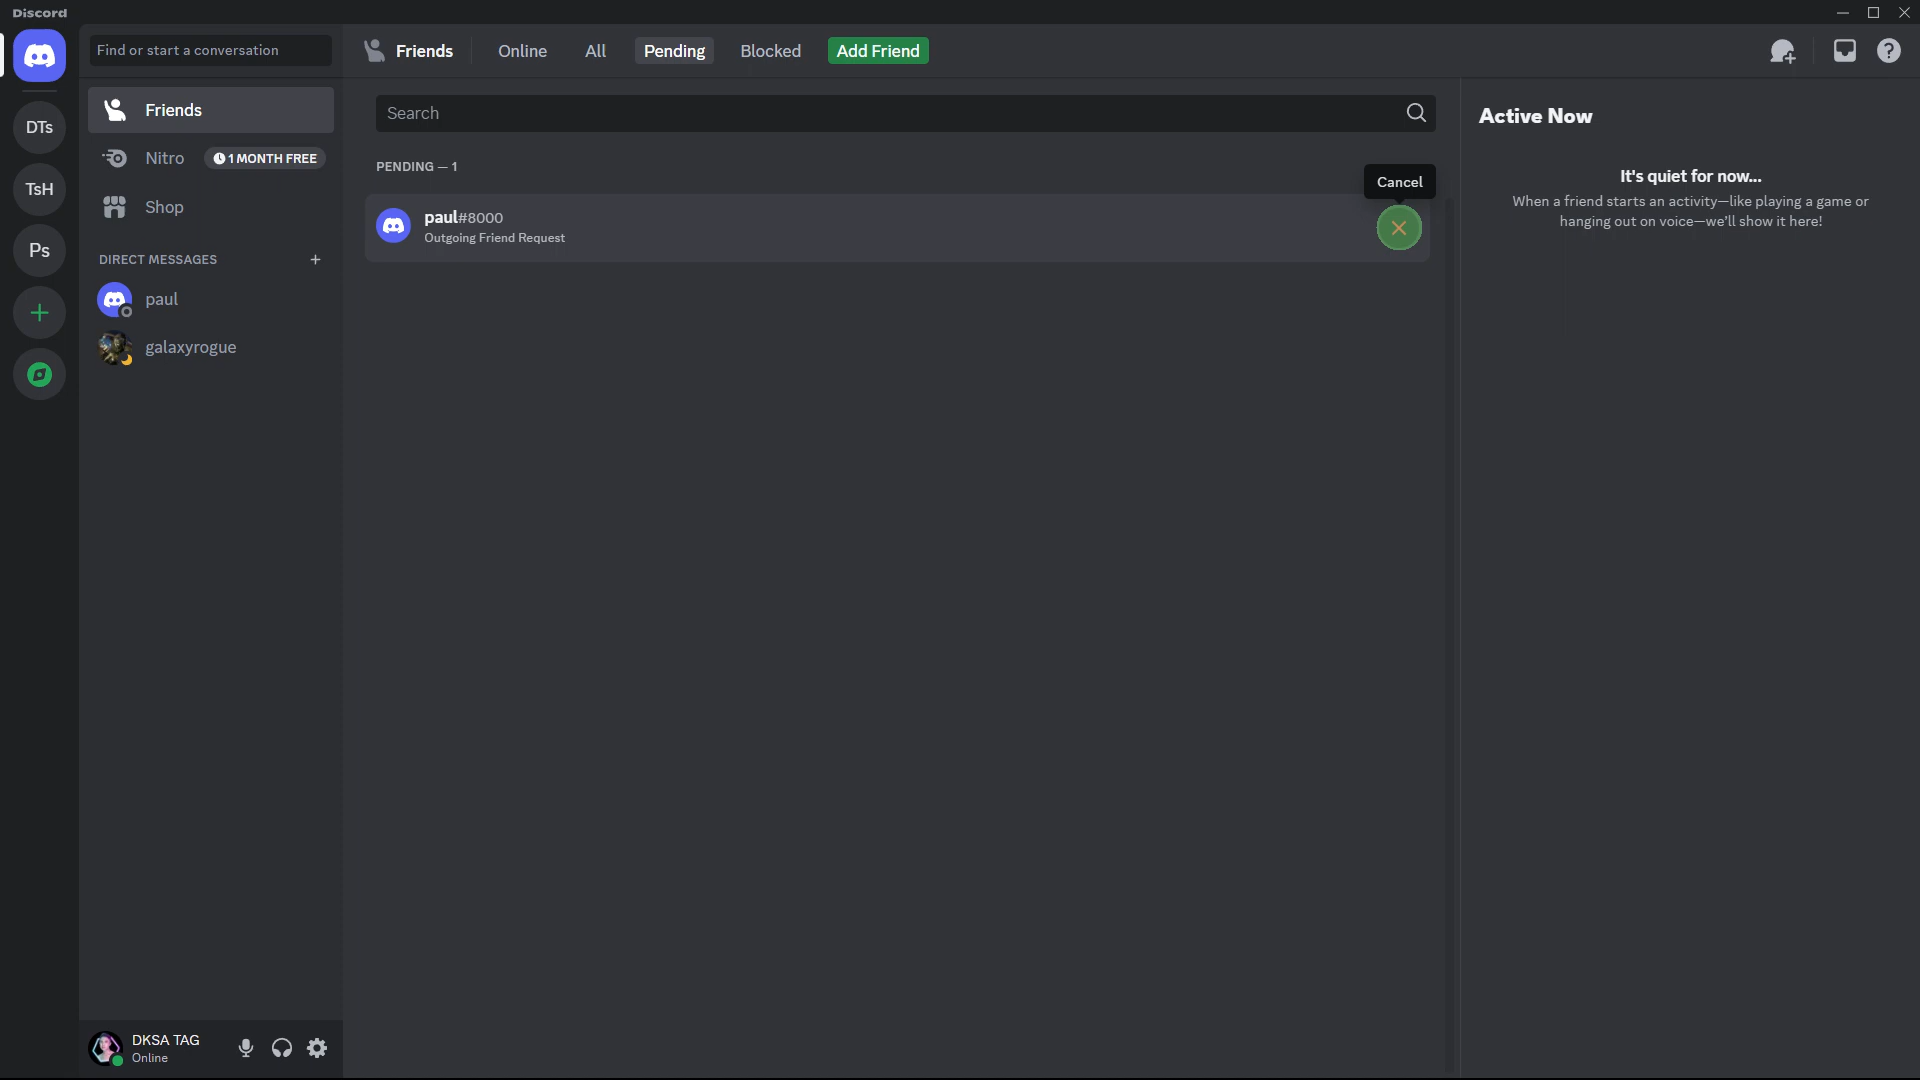 Discord
Find or start a conversation
Friends
Online
All
Pending
Blocked
Add Friend
DTs
TsH
Ps
Friends
Nitro
1 MONTH FREE
Shop
DIRECT MESSAGES
paul
galaxyrogue
Search
PENDING — 1
Cancel
paul#8000
Outgoing Friend Request
Active Now
It's quiet for now...
When a friend starts an activity—like playing a game or
hanging out on voice—we'll show it here!
DKSA TAG
Online